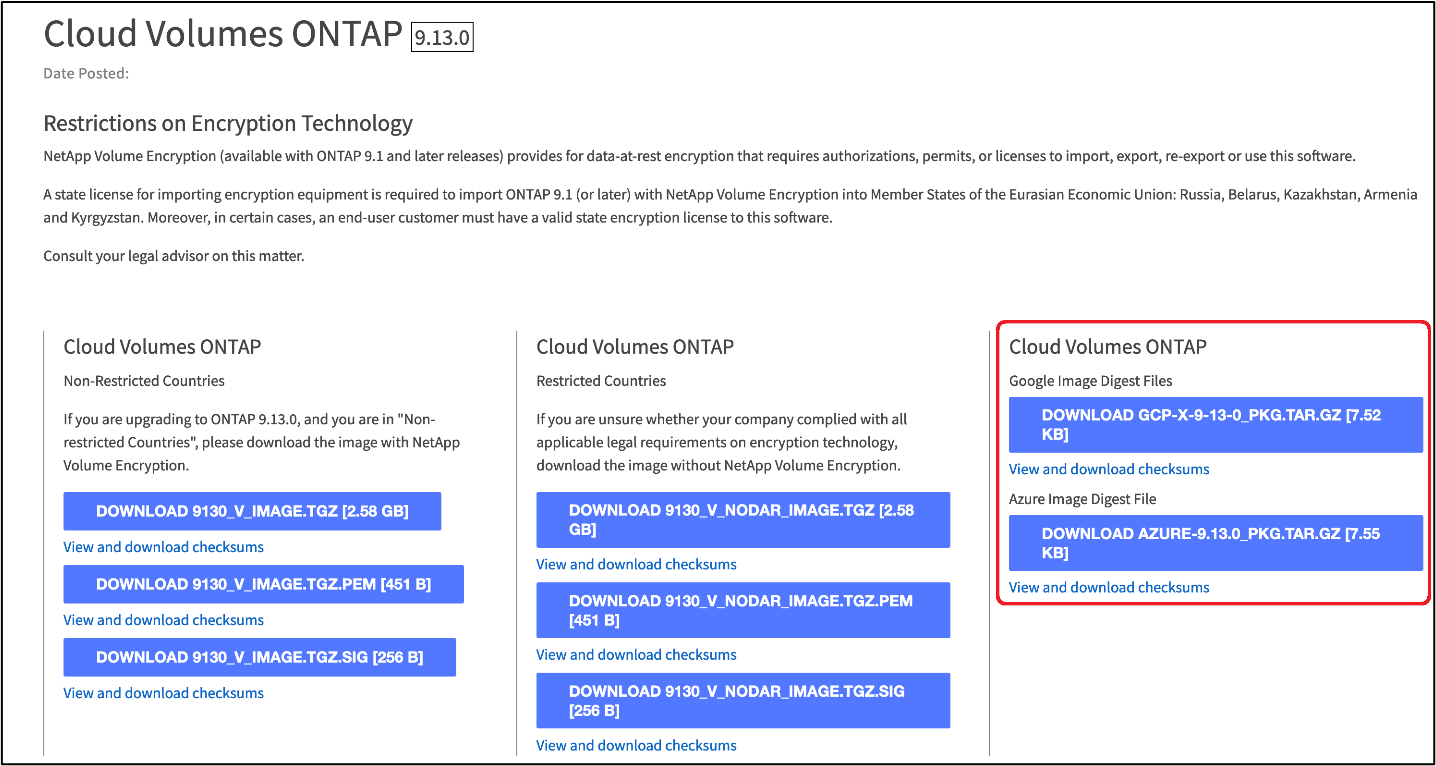 Cloud Volumes ONTAP 9.13.0
Date Posted:
Restrictions on Encryption Technology
NetApp Volume Encryption (available with ONTAP 9.1 and later releases) provides for data-at-rest encryption that requires authorizations, permits, or licenses to import, export, re-export or use this software.
A state license for importing encryption equipment is required to import ONTAP 9.1 (or later) with NetApp Volume Encryption into Member States of the Eurasian Economic Union: Russia, Belarus, Kazakhstan, Armenia
and Kyrgyzstan. Moreover, in certain cases, an end-user customer must have a valid state encryption license to this software.
Consult your legal advisor on this matter.
Cloud Volumes ONTAP
Non-Restricted Countries
If you are upgrading to ONTAP 9.13.0, and you are in "Non-
restricted Countries", please download the image with NetApp
Volume Encryption.
DOWNLOAD 9130_V_IMAGE.TGZ [2.58 GB]
View and download checksums
DOWNLOAD 9130_V_IMAGE.TGZ.PEM [451 B]
View and download checksums
DOWNLOAD 9130_V_IMAGE.TGZ.SIG [256 B]
View and download checksums
Cloud Volumes ONTAP
Restricted Countries
If you are unsure whether your company complied with all
applicable legal requirements on encryption technology,
download the image without NetApp Volume Encryption.
DOWNLOAD 9130_V_NODAR_IMAGE.TGZ [2.58
GB]
View and download checksums
DOWNLOAD 9130_V_NODAR_IMAGE.TGZ.PEM
[451 B]
View and download checksums
DOWNLOAD 9130_V_NODAR_IMAGE.TGZ.SIG
[256 B]
View and download checksums
Cloud Volumes ONTAP
Google Image Digest Files
DOWNLOAD GCP-X-9-13-0_PKG.TAR.GZ [7.52
KB]
View and download checksums
Azure Image Digest File
DOWNLOAD AZURE-9.13.0_PKG.TAR.GZ [7.55
KB]
View and download checksums